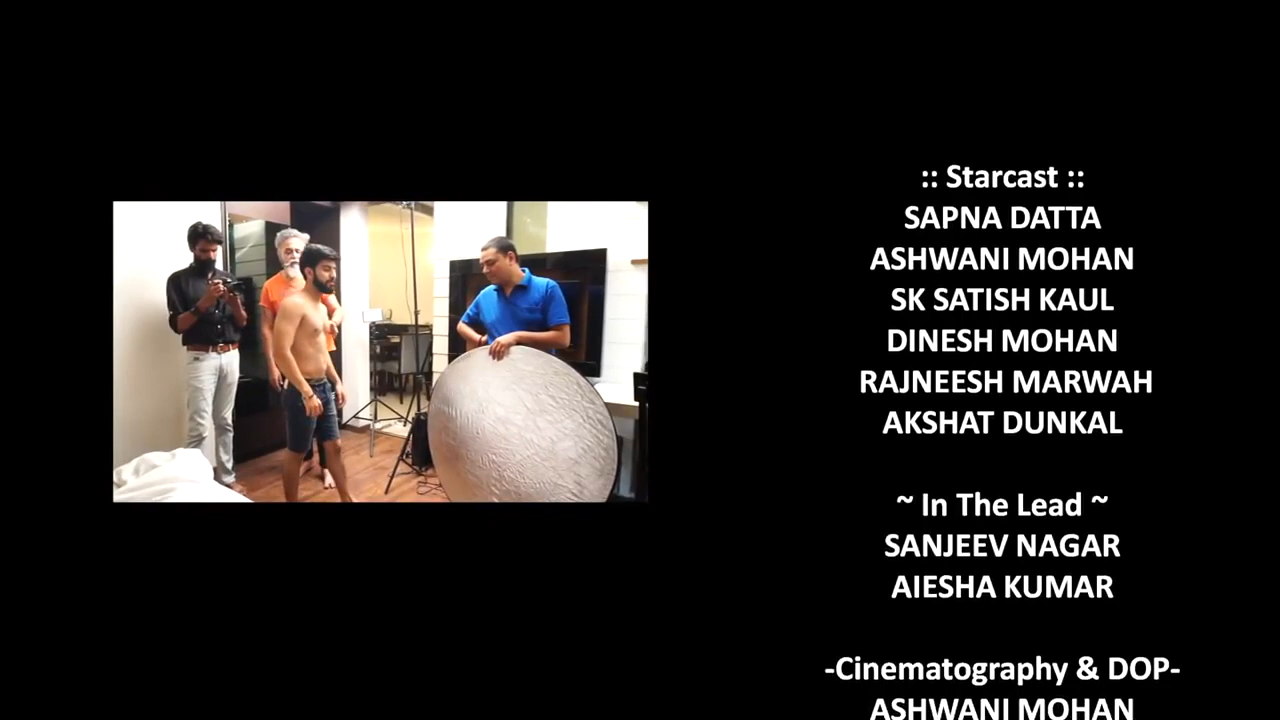 :: Starcast ::
SAPNA DATTA
ASHWANI MOHAN
SK SATISH KAUL
DINESH MOHAN
RAJNEESH MARWAH
AKSHAT DUNKAL
~ In The Lead ~
SANJEEV NAGAR
AIESHA KUMAR
-Cinematography & DOP-
ASHWANI MOHAN